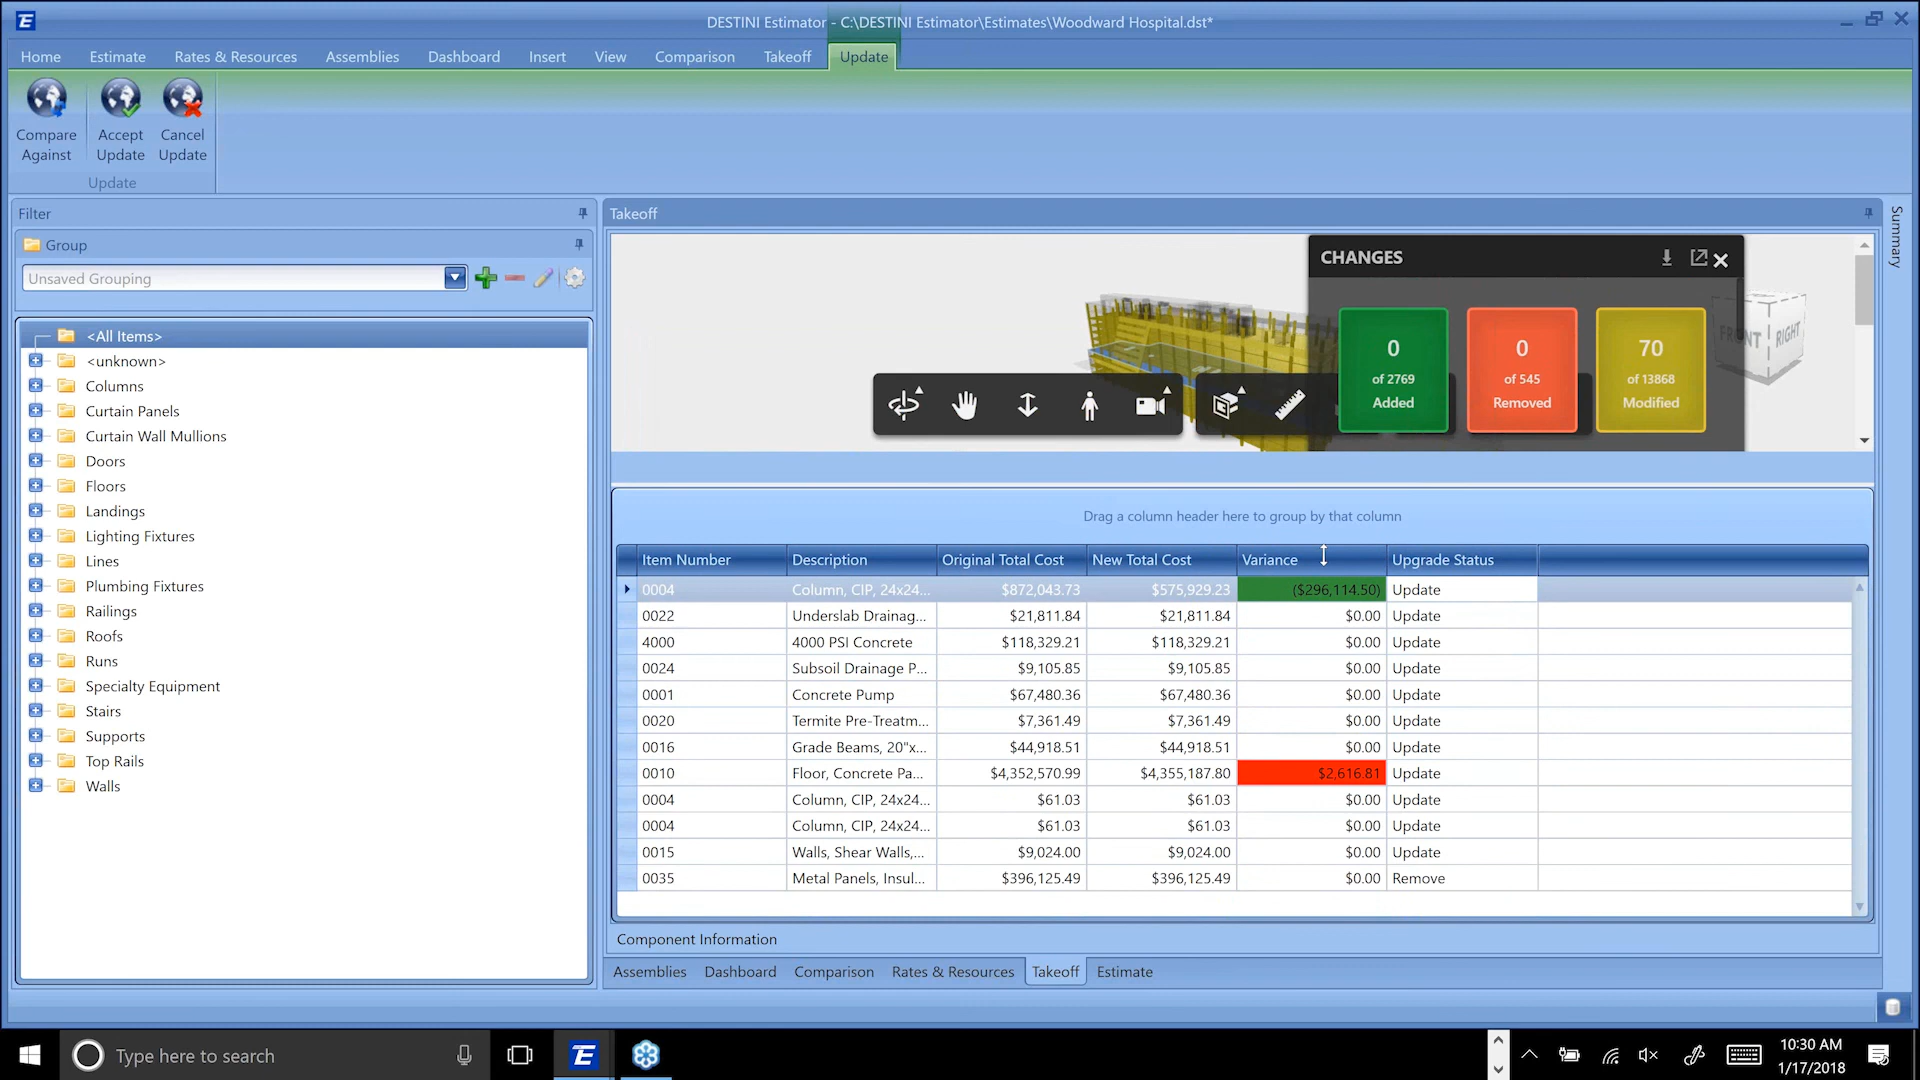 DESTINI Estimator - C:\DESTINI Estimator\Estimates\Woodward Hospital.dst*
Home Estimate Rates & Resources Assemblies Dashboard Insert View Comparison Takeoff Update
Compare Against
Accept Update
Cancel Update
Update
Filter
Group
Unsaved Grouping
<All Items>
<unknown>
Columns
Curtain Panels
Curtain Wall Mullions
Doors
Floors
Landings
Lighting Fixtures
Lines
Plumbing Fixtures
Railings
Roofs
Runs
Specialty Equipment
Stairs
Supports
Top Rails
Walls
Takeoff
Summary
CHANGES
0
of 2769
Added
0
of 545
Removed
70
of 13868
Modified
FRONT
RIGHT
Drag a column header here to group by that column
Item Number Description Original Total Cost New Total Cost Variance Upgrade Status
0004 Column, CIP, 24x24... $872,043.73 $575,929.23 ($296,114.50) Update
0022 Underslab Drainag... $21,811.84 $21,811.84 $0.00 Update
4000 4000 PSI Concrete $118,329.21 $118,329.21 $0.00 Update
0024 Subsoil Drainage P... $9,105.85 $9,105.85 $0.00 Update
0001 Concrete Pump $67,480.36 $67,480.36 $0.00 Update
0020 Termite Pre-Treatm... $7,361.49 $7,361.49 $0.00 Update
0016 Grade Beams, 20"x... $44,918.51 $44,918.51 $0.00 Update
0010 Floor, Concrete Pa... $4,352,570.99 $4,355,187.80 $2,616.81 Update
0004 Column, CIP, 24x24... $61.03 $61.03 $0.00 Update
0004 Column, CIP, 24x24... $61.03 $61.03 $0.00 Update
0015 Walls, Shear Walls,... $9,024.00 $9,024.00 $0.00 Update
0035 Metal Panels, Insul... $396,125.49 $396,125.49 $0.00 Remove
Component Information
Assemblies Dashboard Comparison Rates & Resources Takeoff Estimate
Type here to search
10:30 AM
1/17/2018